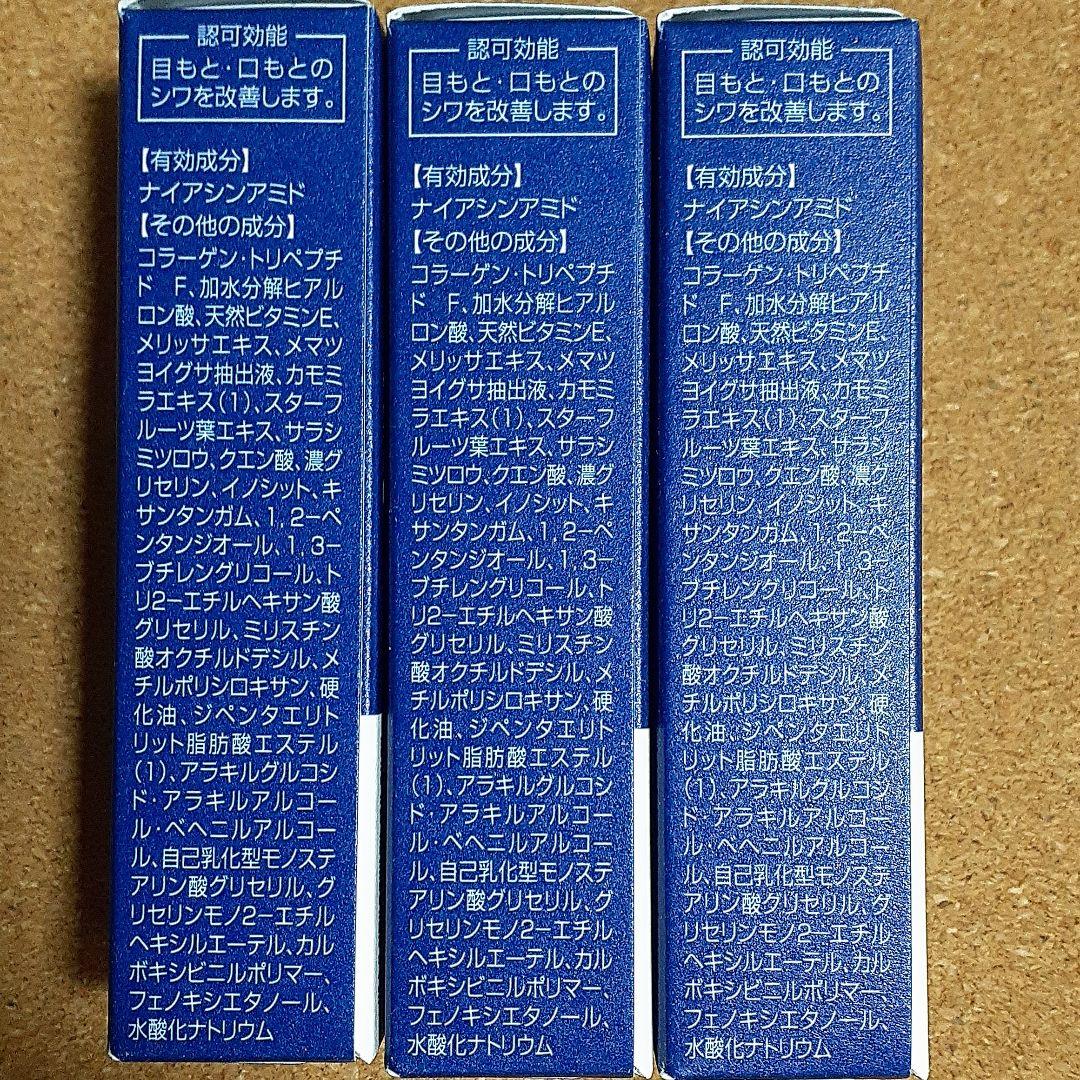 認可効能
目もと・口もとの
シワを改善します。
【有効成分】
ナイアシンアミド
【その他の成分】
コラーゲン・トリペプチ
ド F、加水分解ヒアル
ロン酸、天然ビタミンE、
メリッサエキス、メマツ
ヨイグサ抽出液、カモミ
ラエキス(1)、スターフ
ルーツ葉エキス、サラシ
ミツロウ、クエン酸、濃グ
リセリン、イノシット、キ
サンタンガム、1,2−ペ
ンタンジオール、1,3−
ブチレングリコール、ト
リ2−エチルヘキサン酸
グリセリル、ミリスチン
酸オクチルドデシル、メ
チルポリシロキサン、硬
化油、ジペンタエリト
リット脂肪酸エステル
(1)、アラキルグルコシ
ド・アラキルアルコー
ル・ベヘニルアルコー
ル、自己乳化型モノステ
アリン酸グリセリル、グ
リセリンモノ2−エチル
ヘキシルエーテル、カル
ボキシビニルポリマー、
フェノキシエタノール、
水酸化ナトリウム
認可効能
目もと・口もとの
シワを改善します。
【有効成分】
ナイアシンアミド
【その他の成分】
コラーゲン・トリペプチ
ド F、加水分解ヒアル
ロン酸、天然ビタミンE、
メリッサエキス、メマツ
ヨイグサ抽出液、カモミ
ラエキス(1)、スターフ
ルーツ葉エキス、サラシ
ミツロウ、クエン酸、濃グ
リセリン、イノシット、キ
サンタンガム、1,2−ペ
ンタンジオール、1,3−
ブチレングリコール、ト
リ2−エチルヘキサン酸
グリセリル、ミリスチン
酸オクチルドデシル、メ
チルポリシロキサン、硬
化油、ジペンタエリト
リット脂肪酸エステル
(1)、アラキルグルコシ
ド・アラキルアルコー
ル・ベヘニルアルコー
ル、自己乳化型モノステ
アリン酸グリセリル、グ
リセリンモノ2−エチル
ヘキシルエーテル、カル
ボキシビニルポリマー、
フェノキシエタノール、
水酸化ナトリウム
認可効能
目もと・口もとの
シワを改善します。
【有効成分】
ナイアシンアミド
【その他の成分】
コラーゲン・トリペプチ
ド F、加水分解ヒアル
ロン酸、天然ビタミンE、
メリッサエキス、メマツ
ヨイグサ抽出液、カモミ
ラエキス(1)、スターフ
ルーツ葉エキス、サラシ
ミツロウ、クエン酸、濃グ
リセリン、イノシット、キ
サンタンガム、1,2−ペ
ンタンジオール、1,3−
ブチレングリコール、ト
リ2−エチルヘキサン酸
グリセリル、ミリスチン
酸オクチルドデシル、メ
チルポリシロキサン、硬
化油、ジペンタエリト
リット脂肪酸エステル
(1)、アラキルグルコシ
ド・アラキルアルコー
ル・ベヘニルアルコー
ル、自己乳化型モノステ
アリン酸グリセリル、グ
リセリンモノ2−エチル
ヘキシルエーテル、カル
ボキシビニルポリマー、
フェノキシエタノール、
水酸化ナトリウム